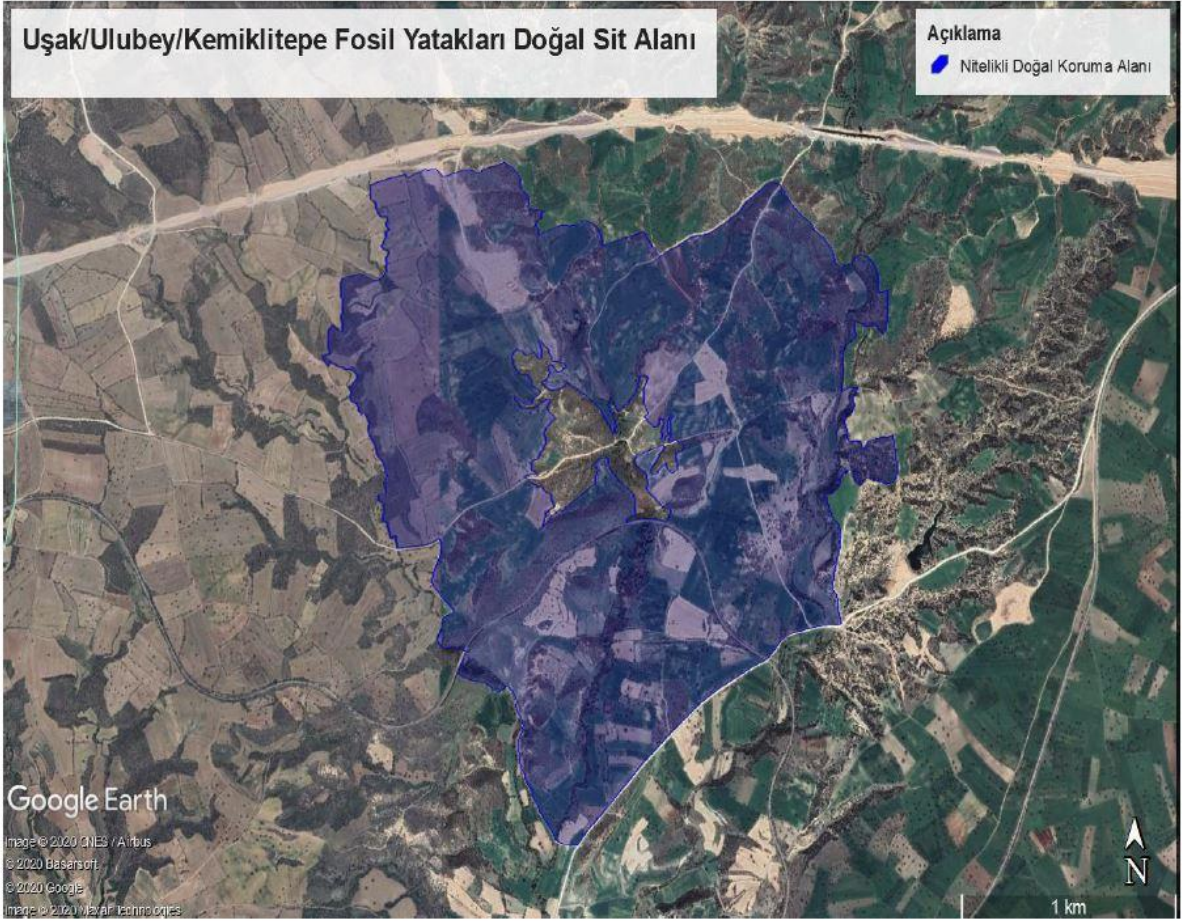 Uşak/Ulubey/Kemiklitepe Fosil Yatakları Doğal Sit Alanı
Açıklama
Nitelikli Doğal Koruma Alanı
Google Earth
Image © 2020 CNES / Airbus
© 2020 Basarsoft
© 2020 Google
Image © 2020 Maxar Technologies
N
1 km